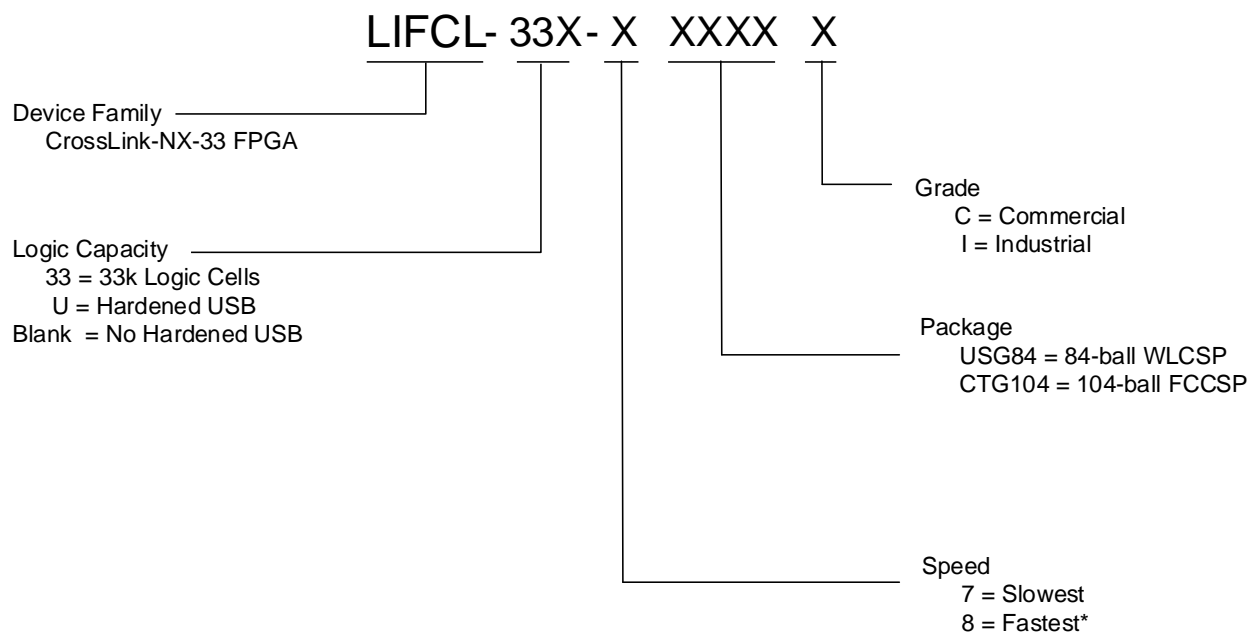 LIFCL- 33X- X XXXX X
Device Family
CrossLink-NX-33 FPGA
Logic Capacity
33 = 33k Logic Cells
U = Hardened USB
Blank = No Hardened USB
Grade
C = Commercial
I = Industrial
Package
USG84 = 84-ball WLCSP
CTG104 = 104-ball FCCSP
Speed
7 = Slowest
8 = Fastest*